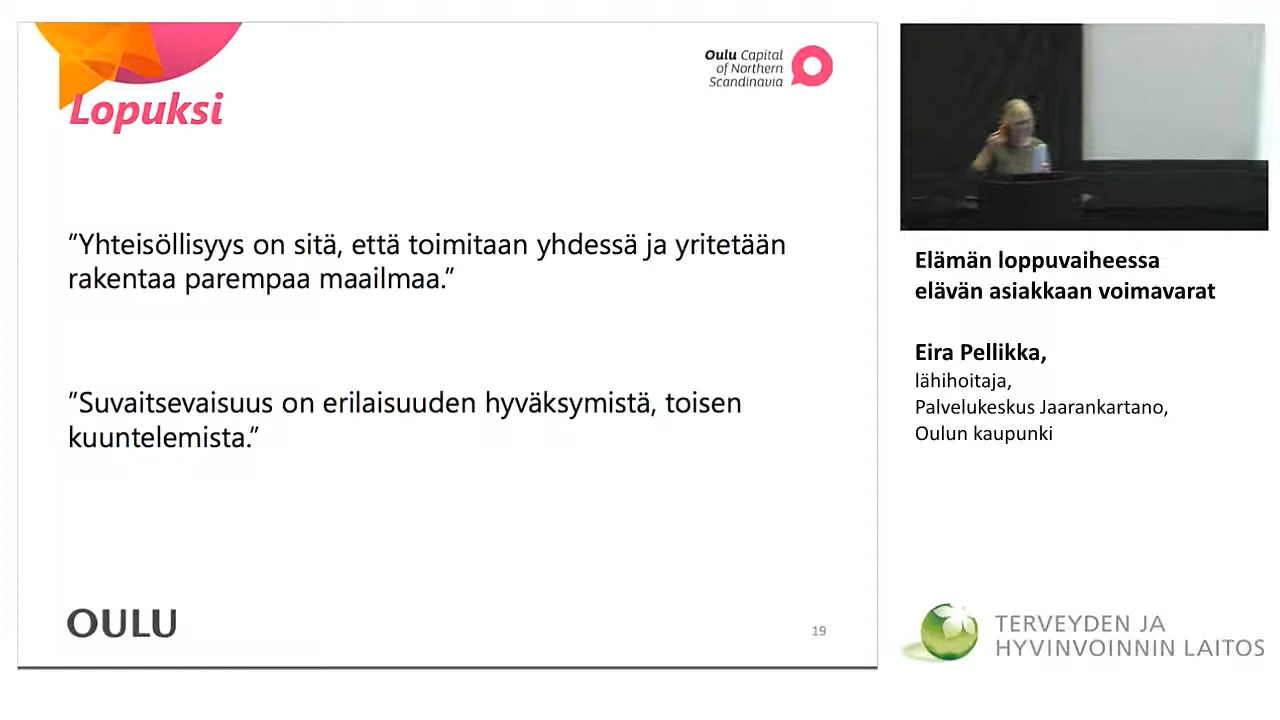 Lopuksi
Oulu Capital
of Northern
Scandinavia
”Yhteisöllisyys on sitä, että toimitaan yhdessä ja yritetään
rakentaa parempaa maailmaa.”
”Suvaitsevaisuus on erilaisuuden hyväksymistä, toisen
kuuntelemista.”
OULU
19
Elämän loppuvaiheessa
elävän asiakkaan voimavarat
Eira Pellikka,
lähihoitaja,
Palvelukeskus Jaarankartano,
Oulun kaupunki
TERVEYDEN JA
HYVINVOINNIN LAITOS